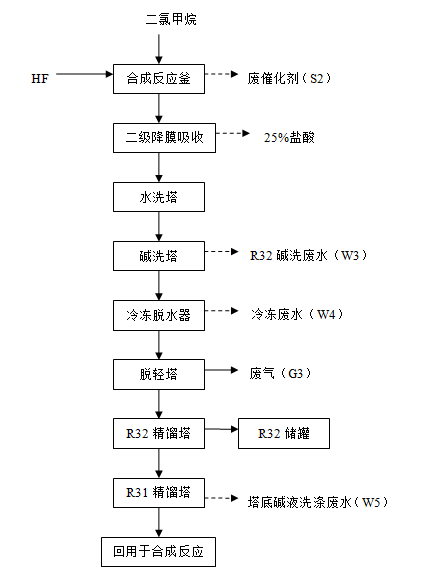 二氯甲烷
HF
合成反应釜
废催化剂（S2）
二级降膜吸收
25%盐酸
水洗塔
碱洗塔
R32 碱洗废水（W3）
冷冻脱水器
冷冻废水（W4）
脱轻塔
废气（G3）
R32 精馏塔
R32 储罐
R31 精馏塔
塔底碱液洗涤废水（W5）
回用于合成反应